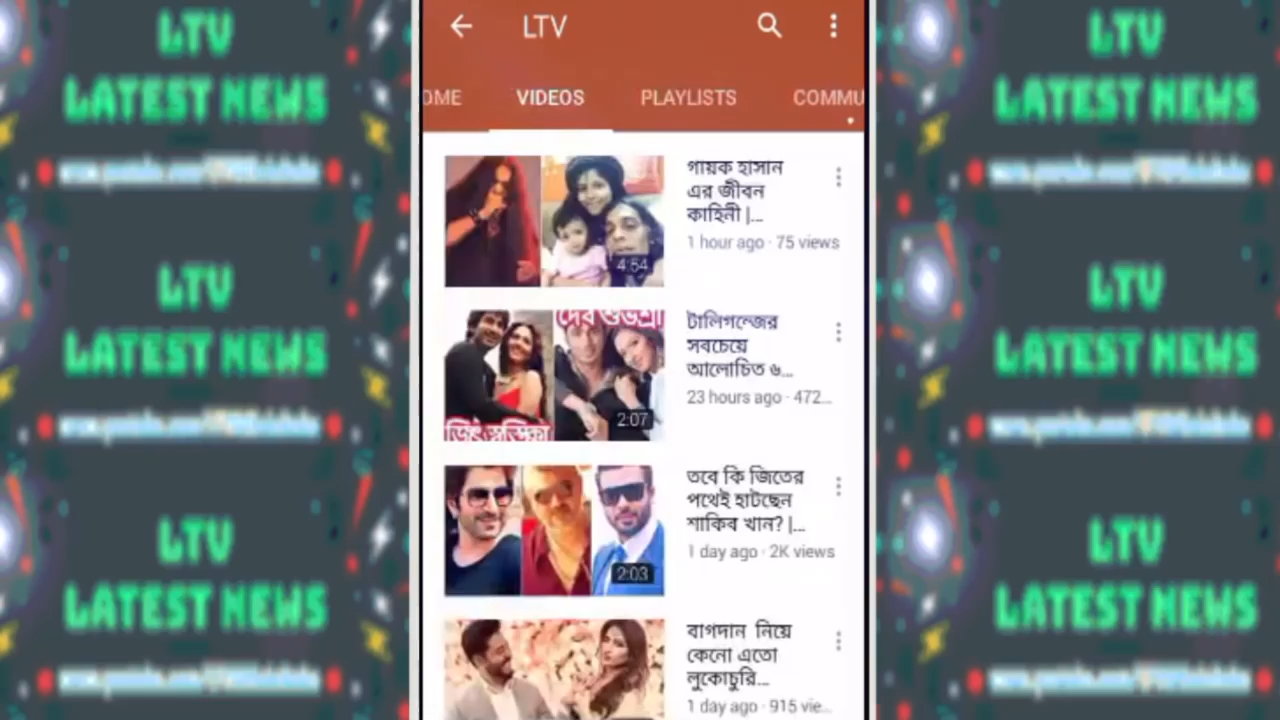 LTV
OME VIDEOS PLAYLISTS COMMU
গায়ক হাসান
এর জীবন
কাহিনী |...
1 hour ago · 75 views
4:54
দেব শুভশ্রী
টালিগন্জের
সবচেয়ে
আলোচিত ৬...
23 hours ago · 472...
2:07
তবে কি জিতের
পথেই হাটছেন
শাকিব খান? |...
1 day ago · 2K views
2:03
বাগদান নিয়ে
কেনো এতো
লুকোচুরি...
1 day ago · 915 vie...
LTV
LATEST NEWS
LTV
LATEST NEWS
LTV
LATEST NEWS
LTV
LATEST NEWS
LTV
LATEST NEWS
LTV
LATEST NEWS